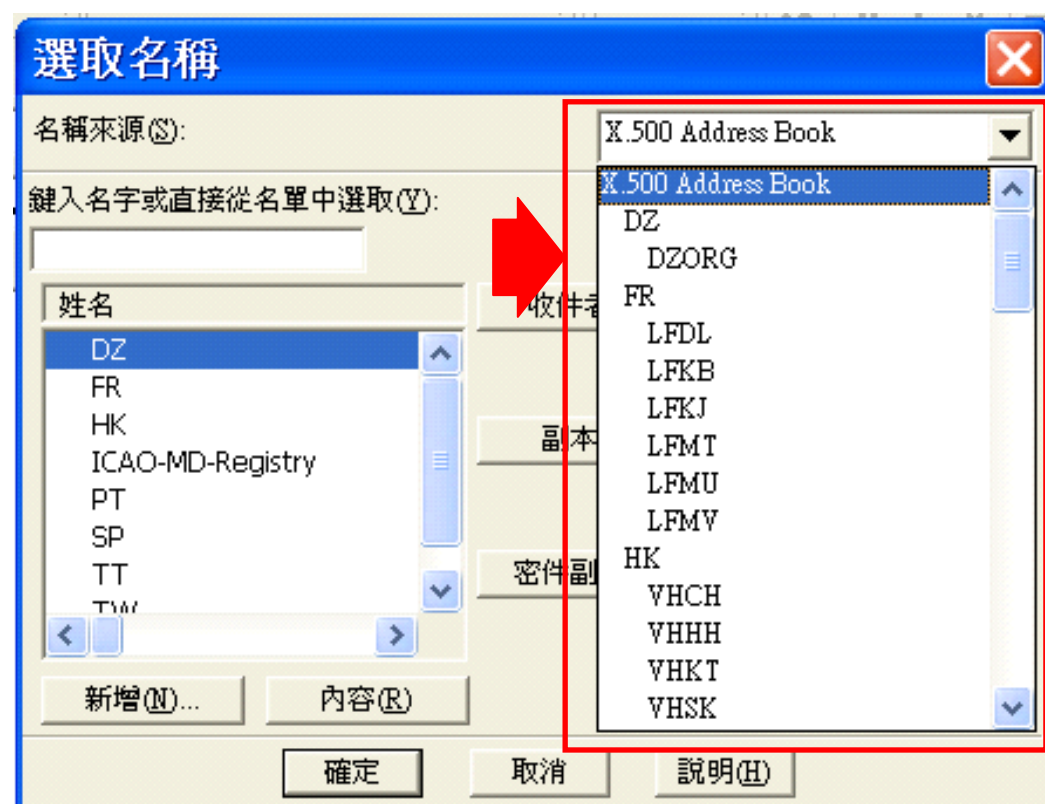 選取名稱
名稱來源(S):
X.500 Address Book
鍵入名字或直接從名單中選取(Y):
姓名
DZ
FR
HK
ICAO-MD-Registry
PT
SP
TT
TW
收件者
副本
密件副
新增(N)...
內容(R)
X.500 Address Book
DZ
DZORG
FR
LFDL
LFKB
LFKJ
LFMT
LFMU
LFMV
HK
VHCH
VHHH
VHKT
VHSK
確定
取消
說明(H)